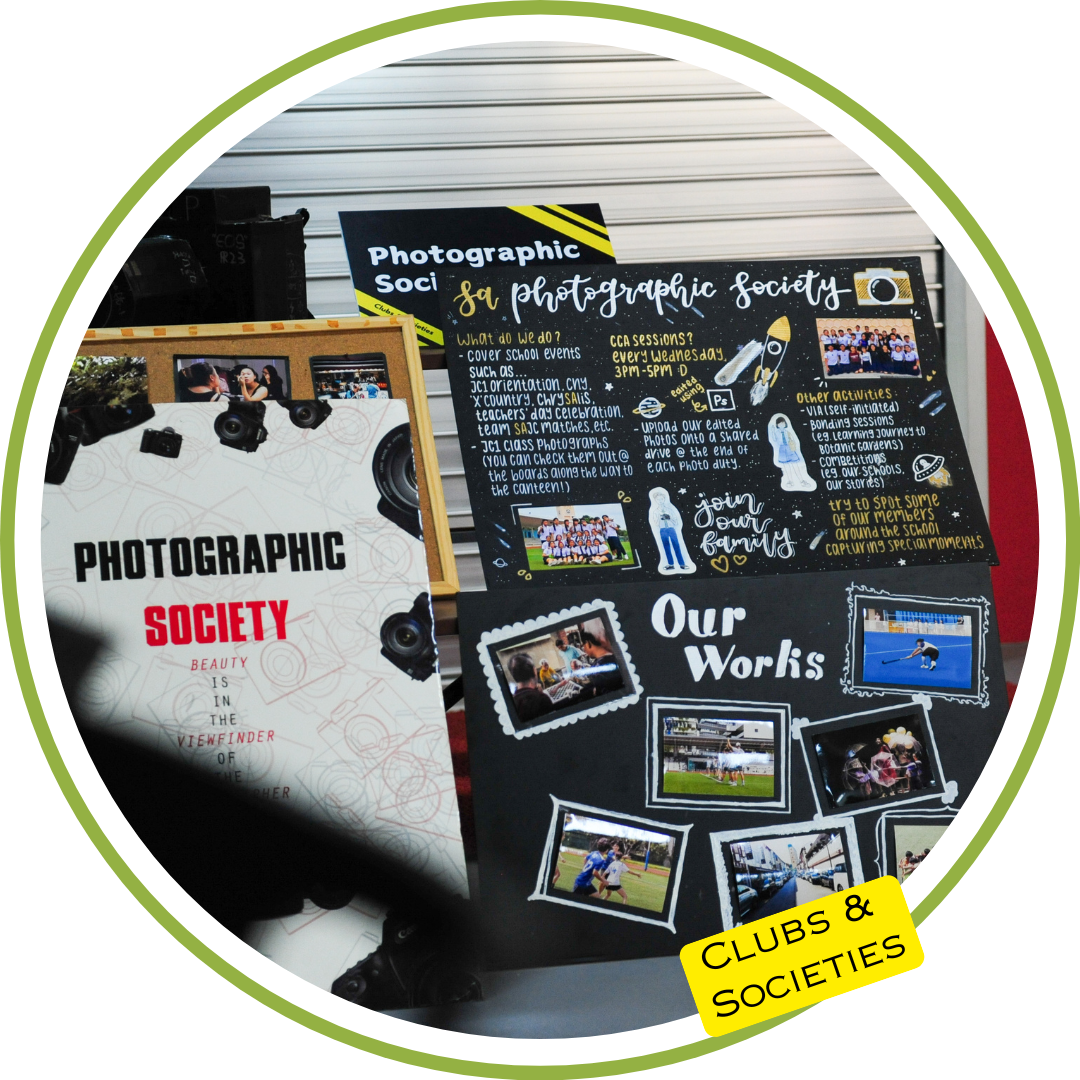 Photographic
Soci
Clubs & Societies
SA photographic society
What do we do?
- Cover school events
such as...
JC1 orientation, CNY,
X'Country, ChrySAlis,
teachers' day celebration,
team SAJC matches, etc.
- JC1 Class Photographs
(You can check them out @
the boards along the way to
the canteen!)
CCA sessions?
every Wednesday,
3PM - 5PM :D
edited
using
Ps
- Upload our edited
photos onto a shared
drive @ the end of
each photo duty.
Other activities:
- VIA (self-initiated)
- Bonding sessions
(eg. Learning Journey to
Botanic Gardens)
- Competitions
(eg. our schools,
our stories)
join
our
family
try to spot some
of our members
around the school
capturing special moments
PHOTOGRAPHIC
SOCIETY
BEAUTY
IS
IN
THE
VIEWFINDER
OF
Our
Works
Clubs &
Societies